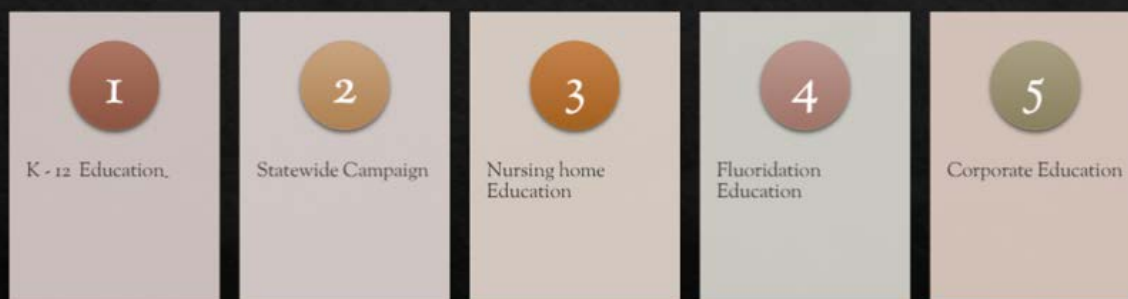 1
K - 12 Education.
2
Statewide Campaign
3
Nursing home
Education
4
Fluoridation
Education
5
Corporate Education